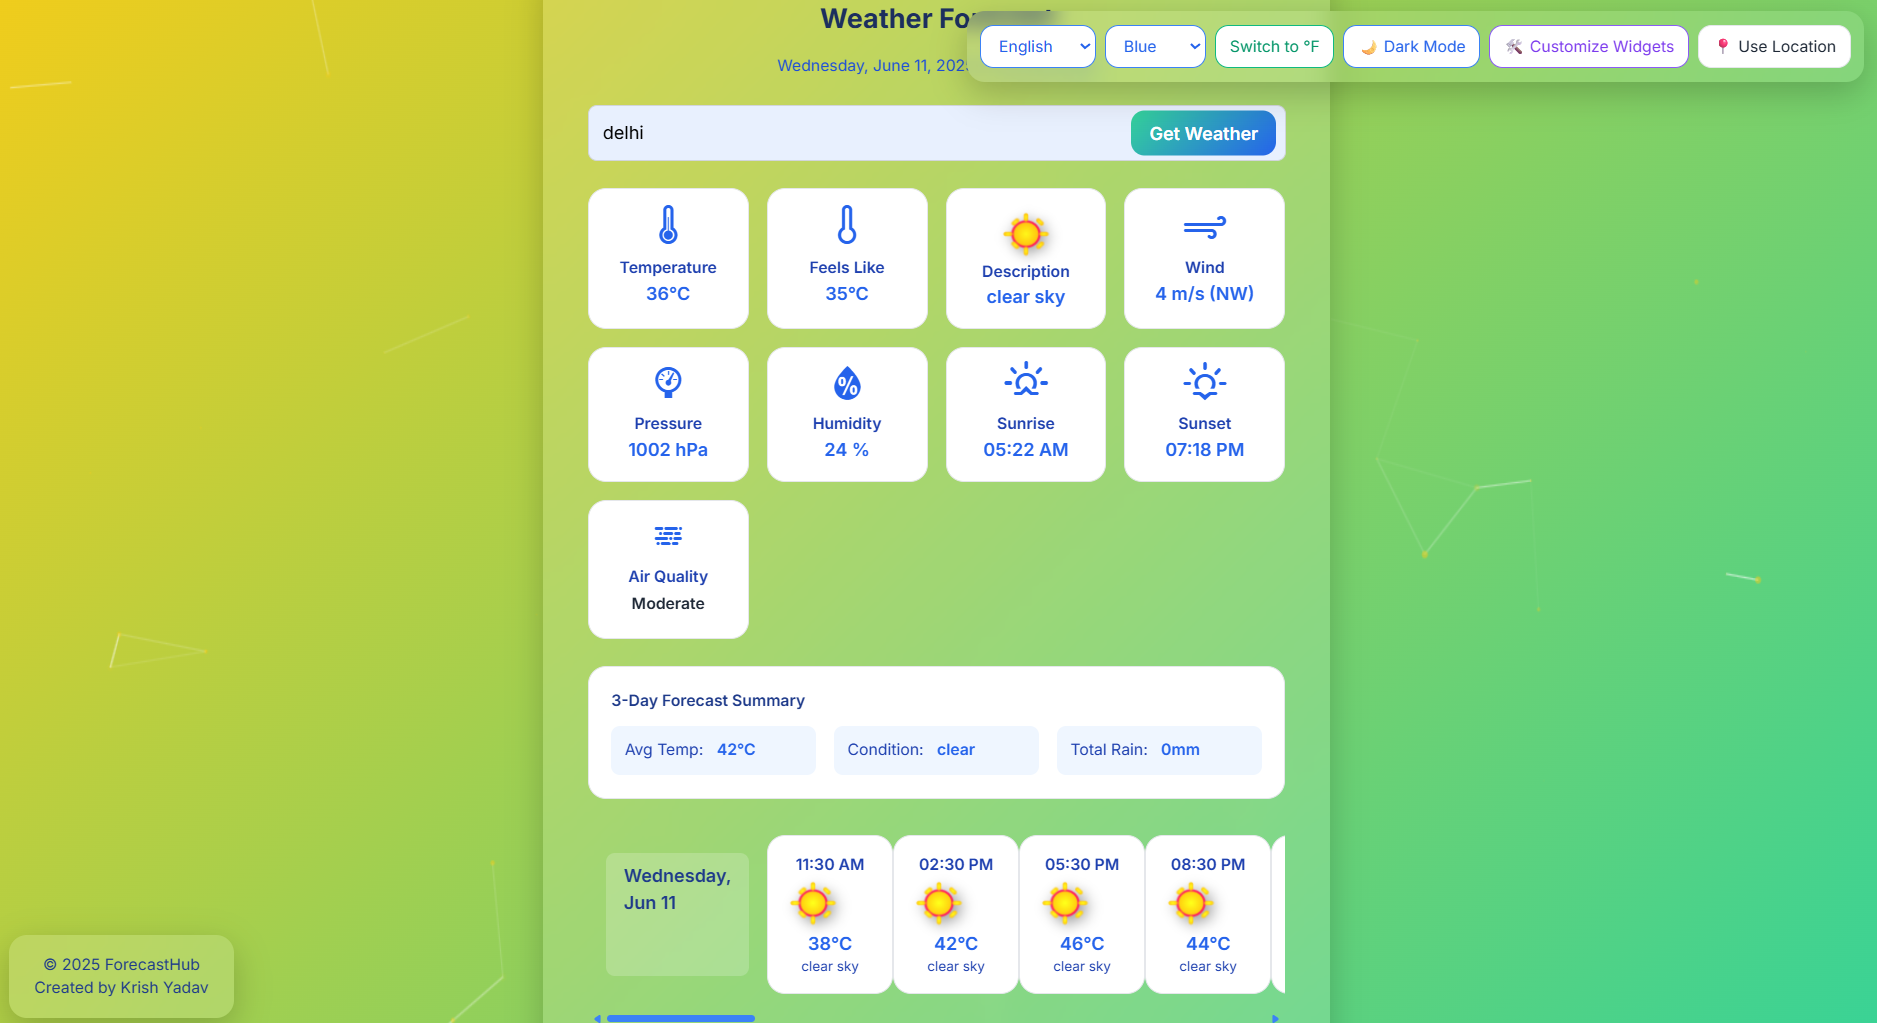 Weather Fo
Wednesday, June 11, 202
English
Blue
Switch to °F
🌙 Dark Mode
🛠️ Customize Widgets
📍 Use Location
delhi
Get Weather
Temperature
36°C
Feels Like
35°C
Description
clear sky
Wind
4 m/s (NW)
Pressure
1002 hPa
%
Humidity
24 %
Sunrise
05:22 AM
Sunset
07:18 PM
Air Quality
Moderate
3-Day Forecast Summary
Avg Temp: 42°C
Condition: clear
Total Rain: 0mm
Wednesday,
Jun 11
11:30 AM
38°C
clear sky
02:30 PM
42°C
clear sky
05:30 PM
46°C
clear sky
08:30 PM
44°C
clear sky
© 2025 ForecastHub
Created by Krish Yadav